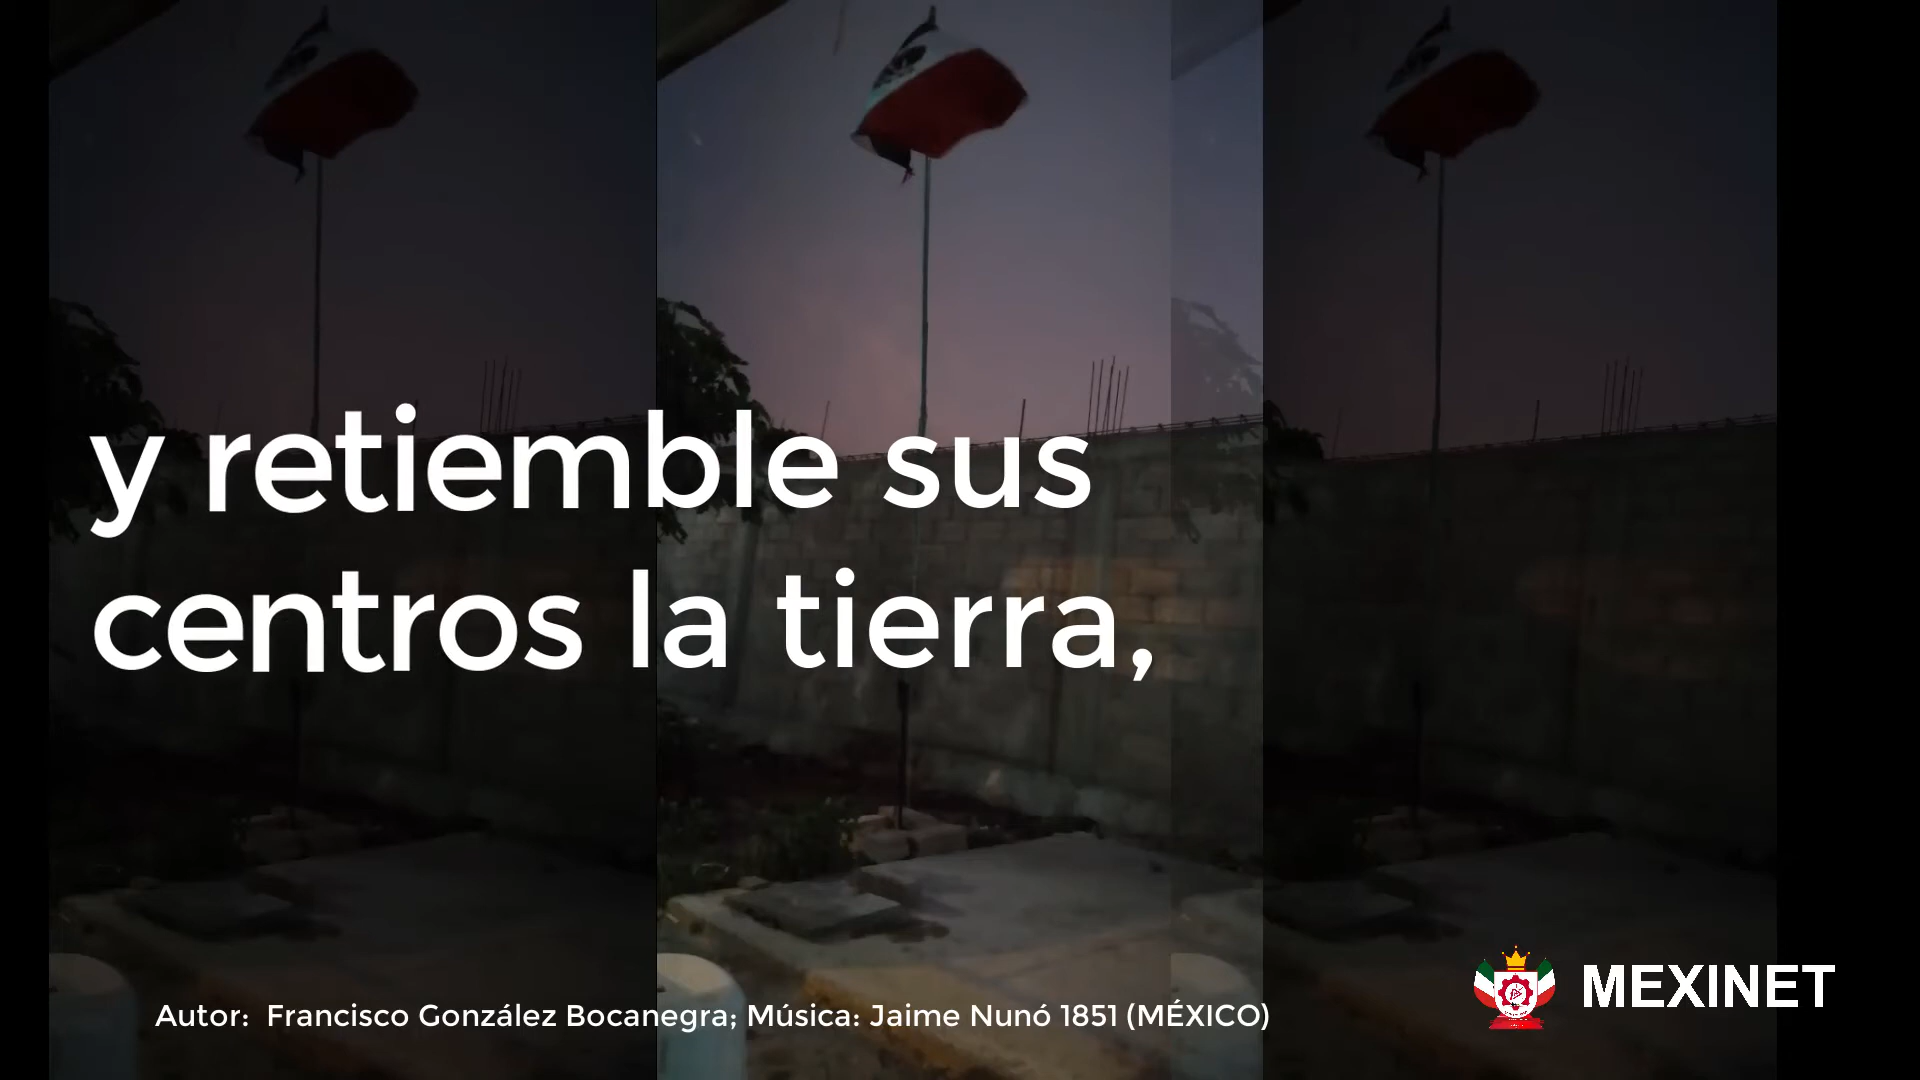 y retiemble sus
centros la tierra,
Autor:  Francisco González Bocanegra; Música: Jaime Nunó 1851 (MÉXICO)
MEXINET